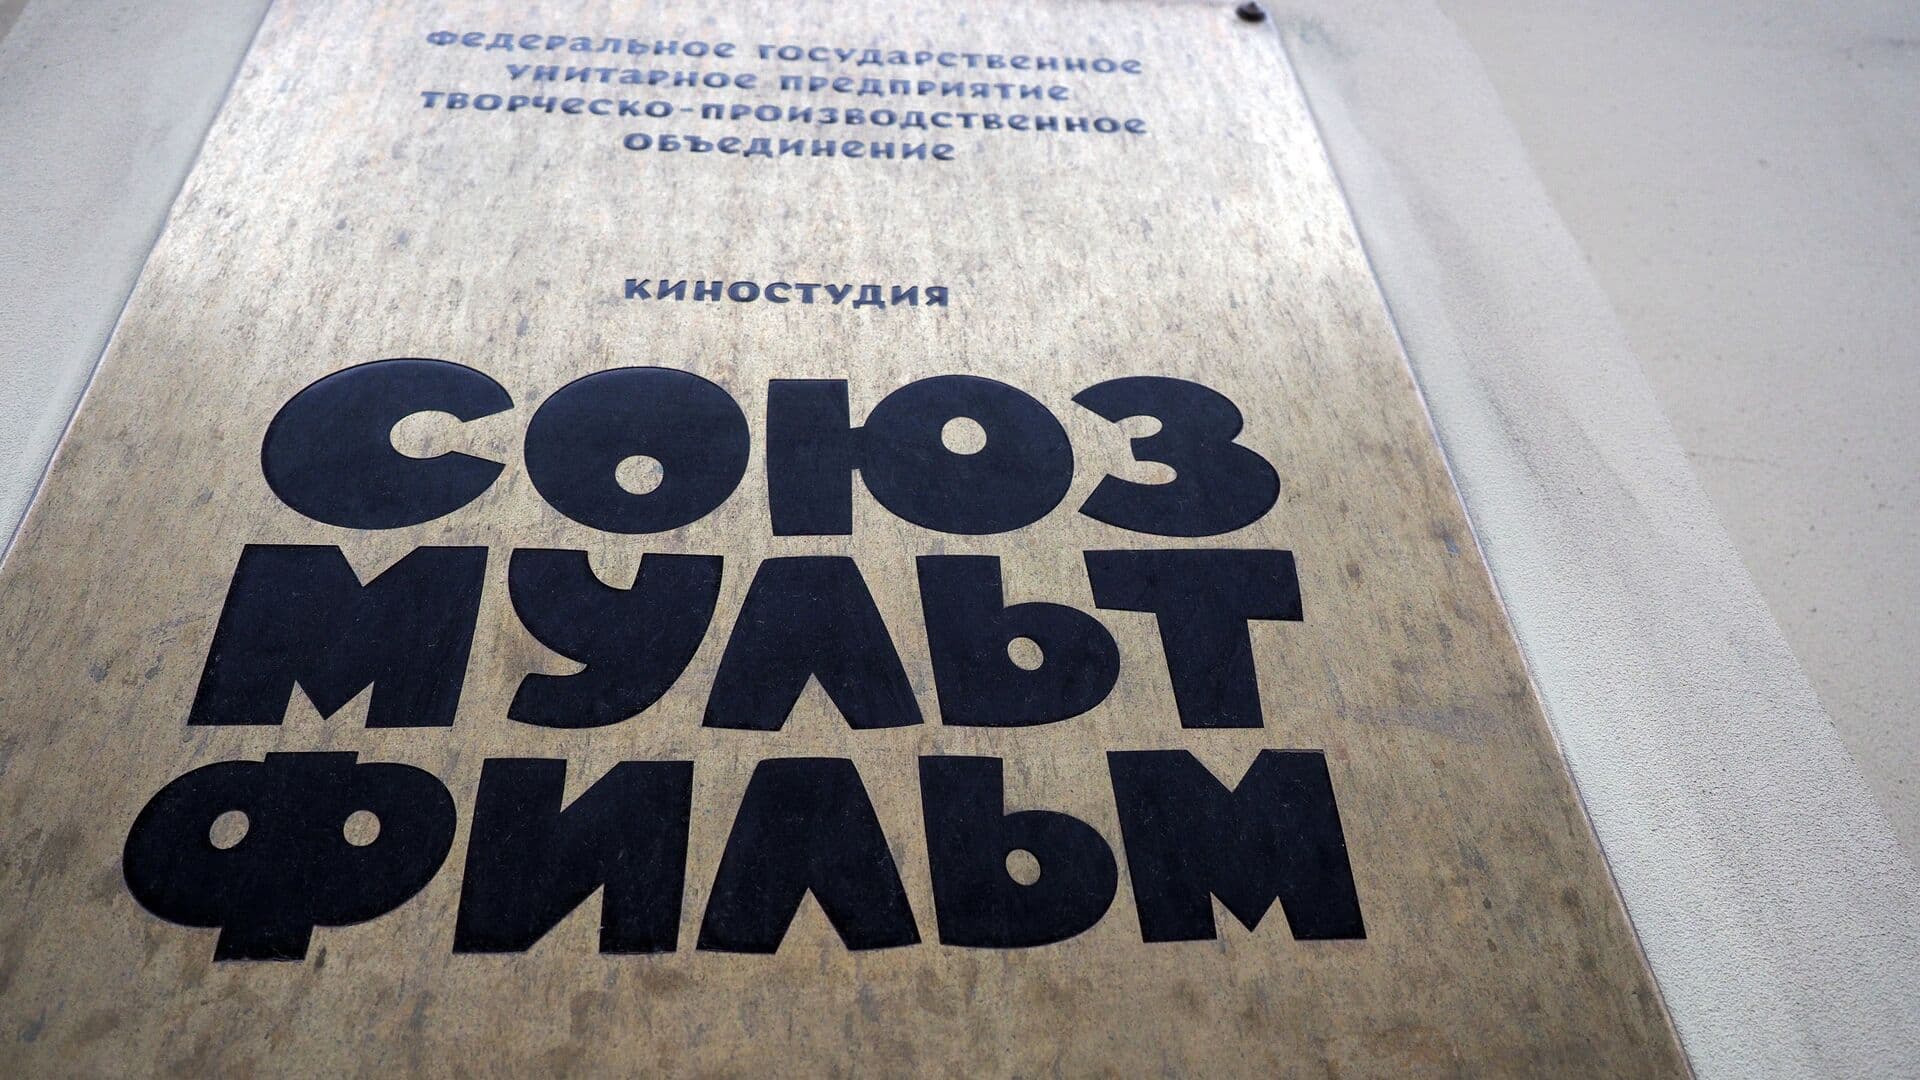 ФЕДЕРАЛЬНОЕ ГОСУДАРСТВЕННОЕ
УНИТАРНОЕ ПРЕДПРИЯТИЕ
ТВОРЧЕСКО-ПРОИЗВОДСТВЕННОЕ
ОБЪЕДИНЕНИЕ
КИНОСТУДИЯ
СОЮЗ
МУЛЬТ
ФИЛЬМ